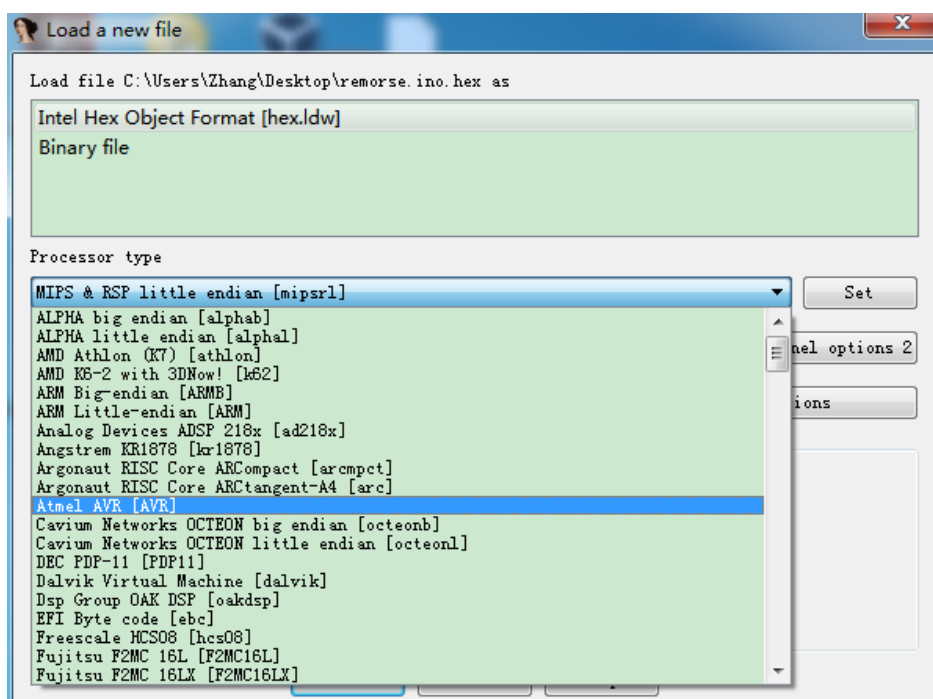 Load a new file
Load file C:\Users\Zhang\Desktop\remorse.ino.hex as
Intel Hex Object Format [hex.ldw]
Binary file
Processor type
MIPS & RSP little endian [mipsrl]
Set
ALPHA big endian [alphab]
ALPHA little endian [alphal]
AMD Athlon (K7) [athlon]
nel options 2
AMD K6-2 with 3DNow! [k62]
ARM Big-endian [ARMB]
ARM Little-endian [ARM]
ions
Analog Devices ADSP 218x [ad218x]
Angstrem KR1878 [kr1878]
Argonaut RISC Core ARCompact [arcmpct]
Argonaut RISC Core ARCtangent-A4 [arc]
Atmel AVR [AVR]
Cavium Networks OCTEON big endian [octeonb]
Cavium Networks OCTEON little endian [octeonl]
DEC PDP-11 [PDP11]
Dalvik Virtual Machine [dalvik]
Dsp Group OAK DSP [oakdsp]
EFI Byte code [ebc]
Freescale HCS08 [hcs08]
Fujitsu F2MC 16L [F2MC16L]
Fujitsu F2MC 16LX [F2MC16LX]